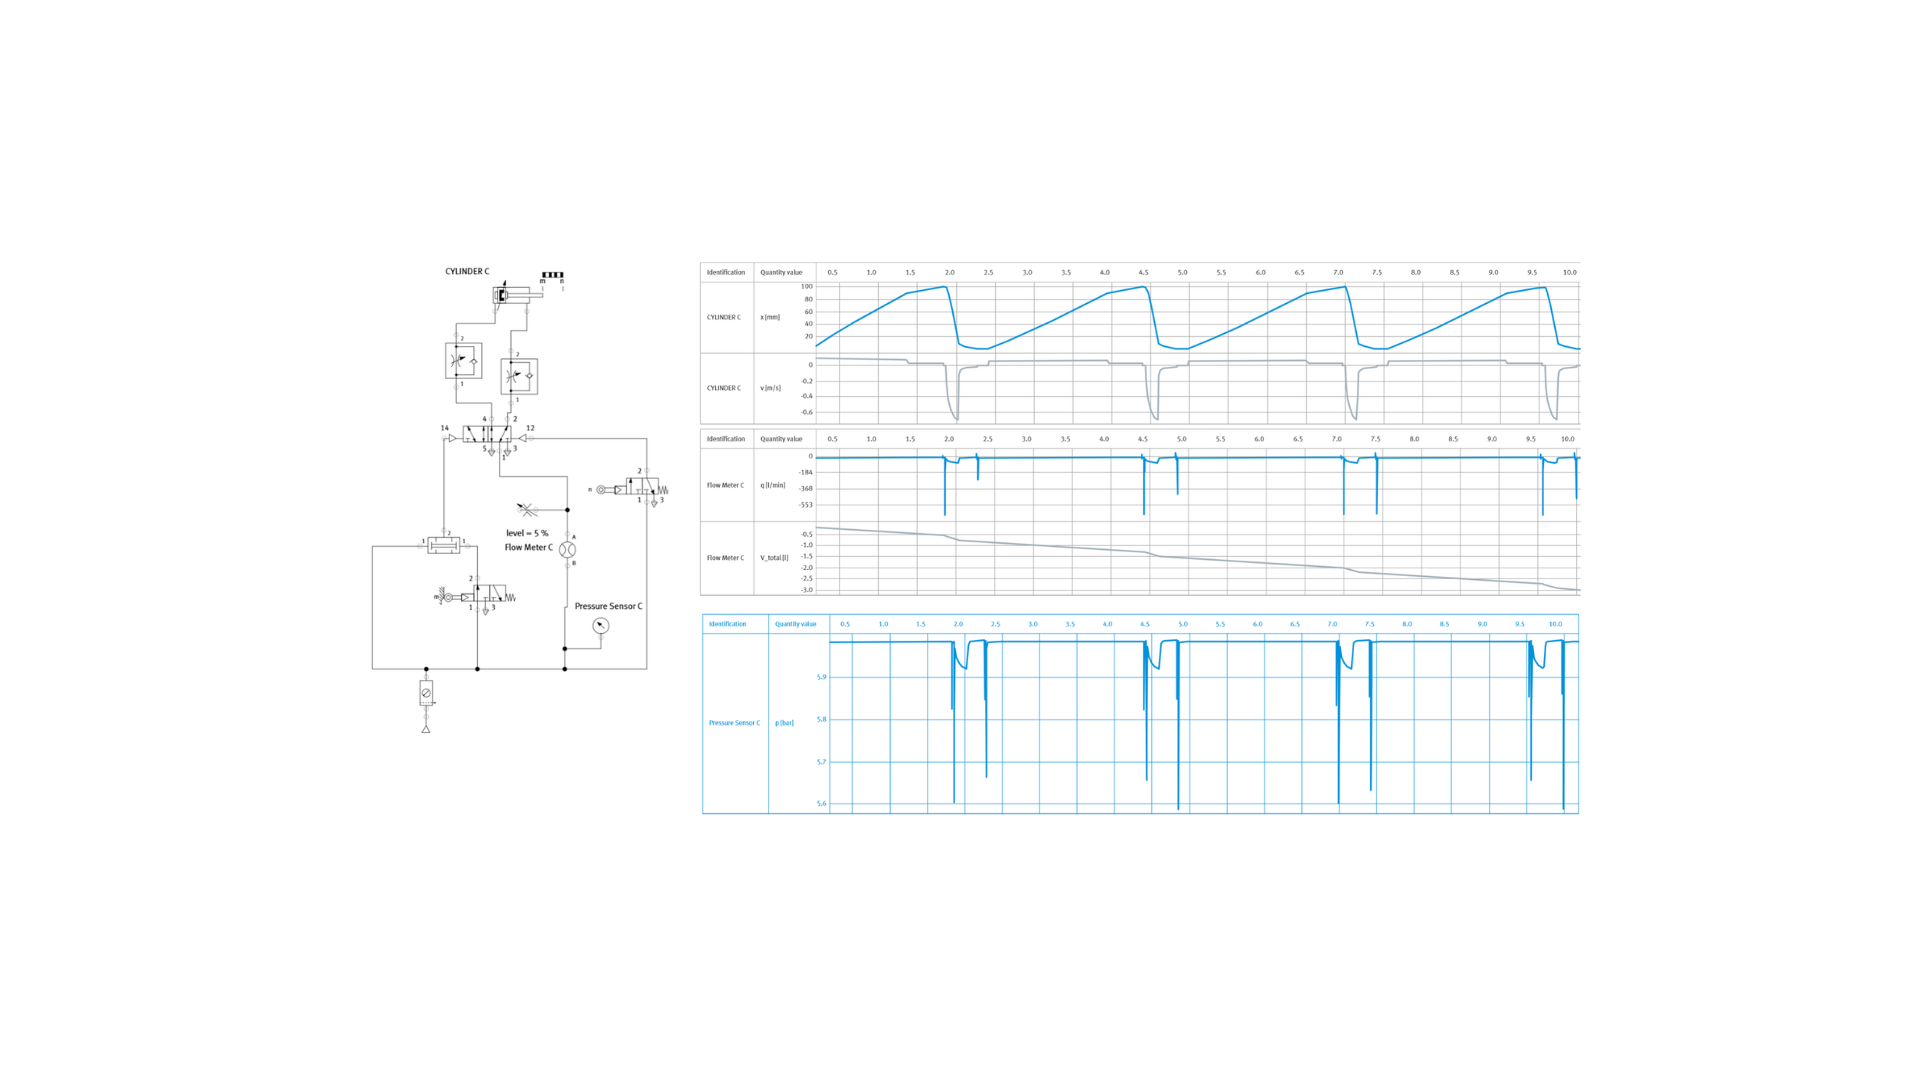 CYLINDER C
m n
2
1
2
1
4 2
14 12
5 3
1
2
n
1 3
level = 5 %
Flow Meter C
A
B
2
1 1
2
m
1 3
Pressure Sensor C
Identification Quantity value 0.5 1.0 1.5 2.0 2.5 3.0 3.5 4.0 4.5 5.0 5.5 6.0 6.5 7.0 7.5 8.0 8.5 9.0 9.5 10.0
100
80
60
CYLINDER C x [mm]
40
20
0
-0.2
CYLINDER C v [m/s]
-0.4
-0.6
Identification Quantity value 0.5 1.0 1.5 2.0 2.5 3.0 3.5 4.0 4.5 5.0 5.5 6.0 6.5 7.0 7.5 8.0 8.5 9.0 9.5 10.0
0
-184
Flow Meter C q [l/min]
-368
-553
-0.5
-1.0
-1.5
Flow Meter C V_total [l]
-2.0
-2.5
-3.0
Identification Quantity value 0.5 1.0 1.5 2.0 2.5 3.0 3.5 4.0 4.5 5.0 5.5 6.0 6.5 7.0 7.5 8.0 8.5 9.0 9.5 10.0
5.9
5.8
Pressure Sensor C p [bar]
5.7
5.6